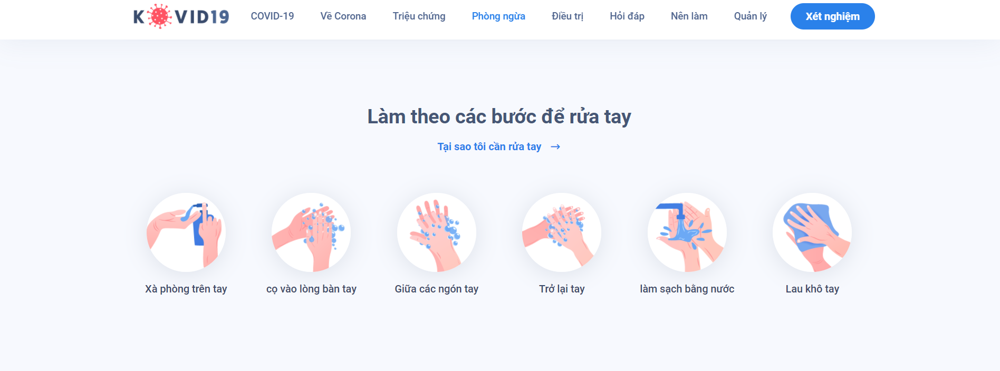 KOVID19 COVID-19 Về Corona Triệu chứng Phòng ngừa Điều trị Hỏi đáp Nên làm Quản lý Xét nghiệm
Làm theo các bước để rửa tay
Tại sao tôi cần rửa tay →
Xà phòng trên tay cọ vào lòng bàn tay Giữa các ngón tay Trở lại tay làm sạch bằng nước Lau khô tay